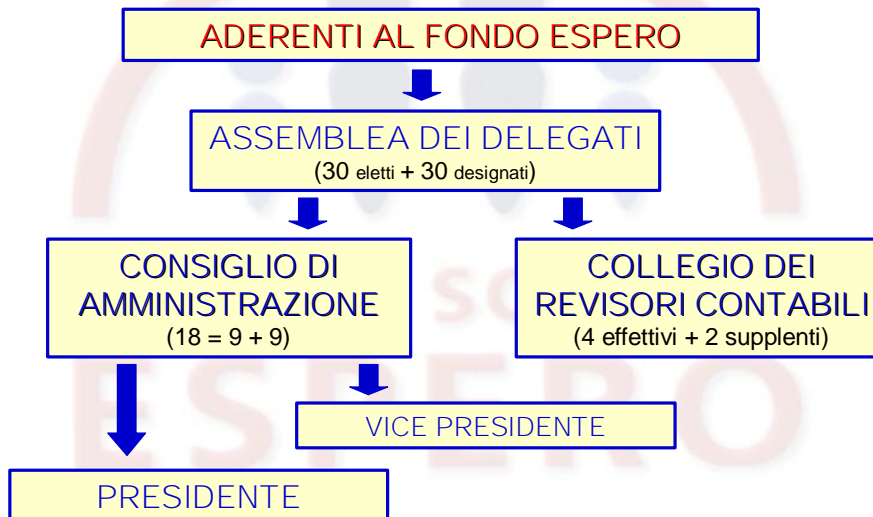 ADERENTI AL FONDO ESPERO
ASSEMBLEA DEI DELEGATI
(30 eletti + 30 designati)
CONSIGLIO DI
AMMINISTRAZIONE
(18 = 9 + 9)
COLLEGIO DEI
REVISORI CONTABILI
(4 effettivi + 2 supplenti)
VICE PRESIDENTE
PRESIDENTE
ESPERO